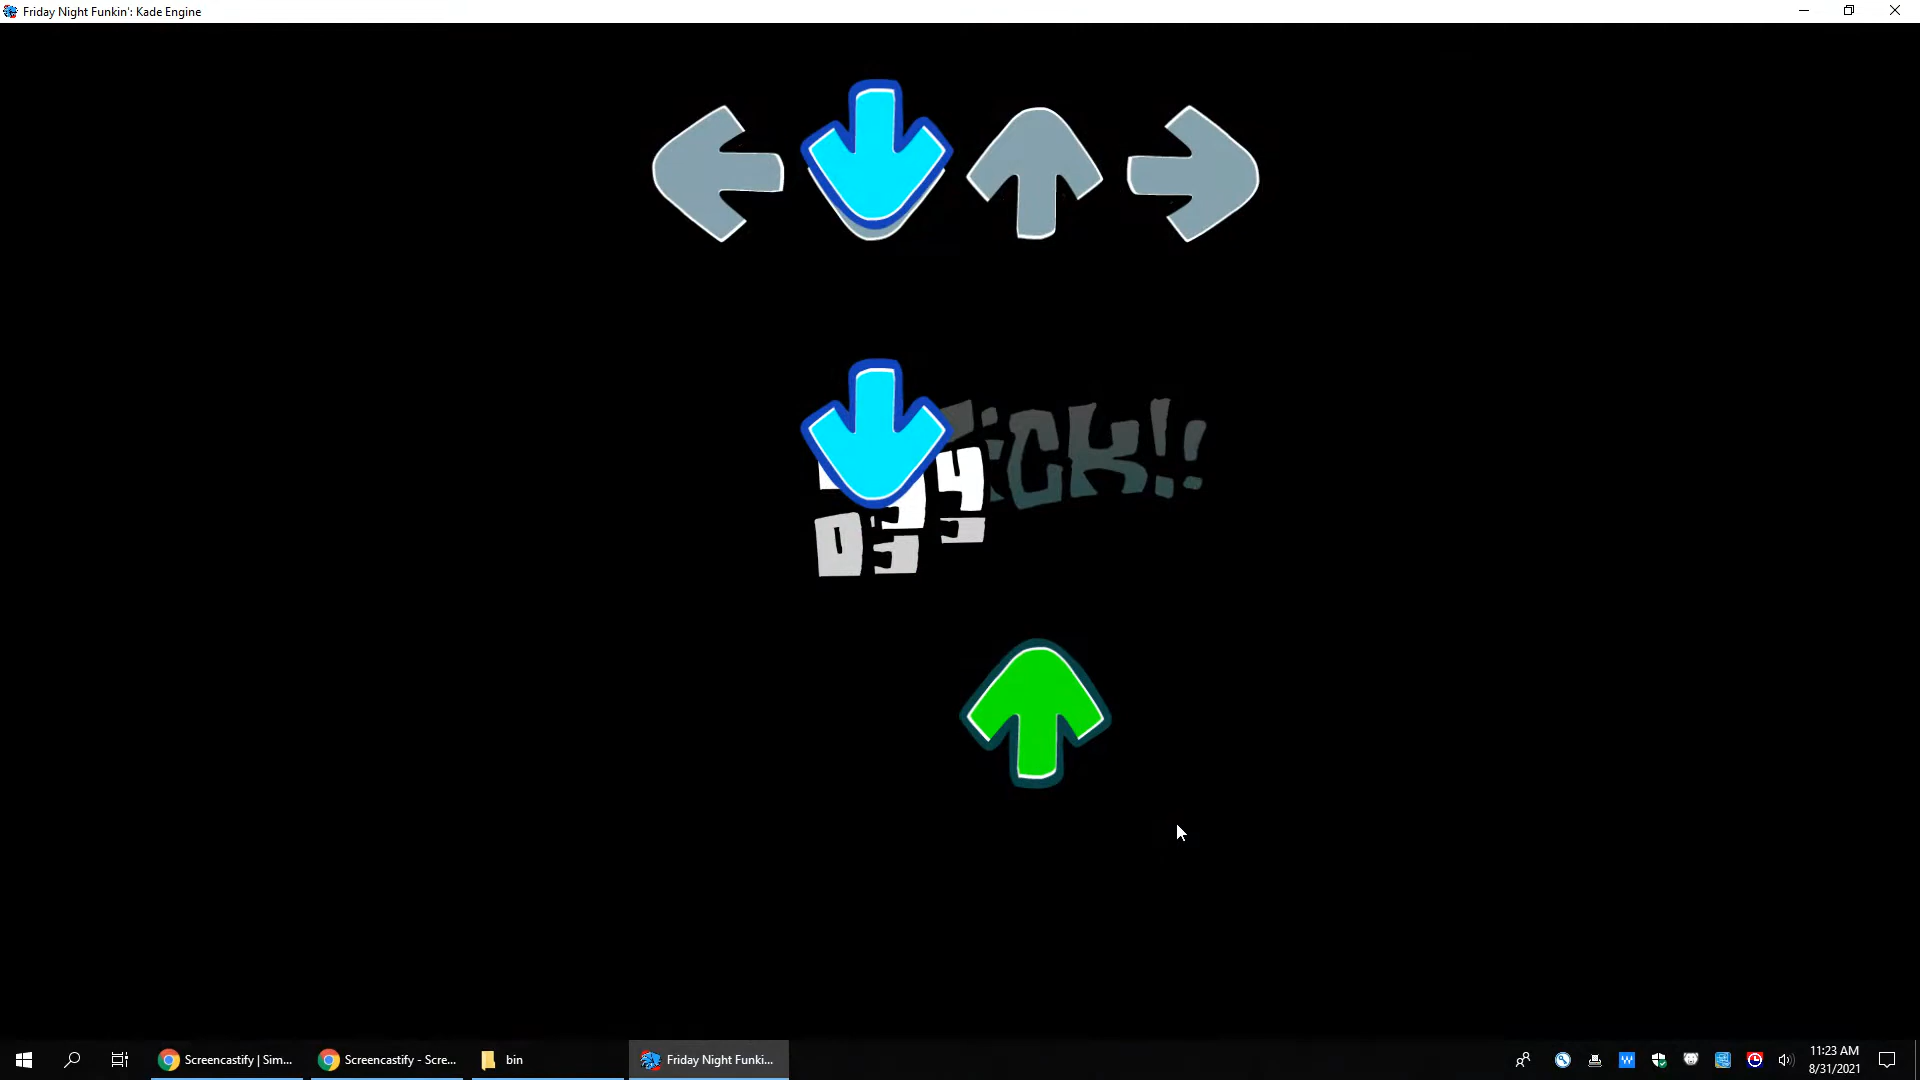 Friday Night Funkin': Kade Engine
iCK!!
Screencastify | Sim...
Screencastify - Scre...
bin
Friday Night Funki...
11:23 AM
8/31/2021